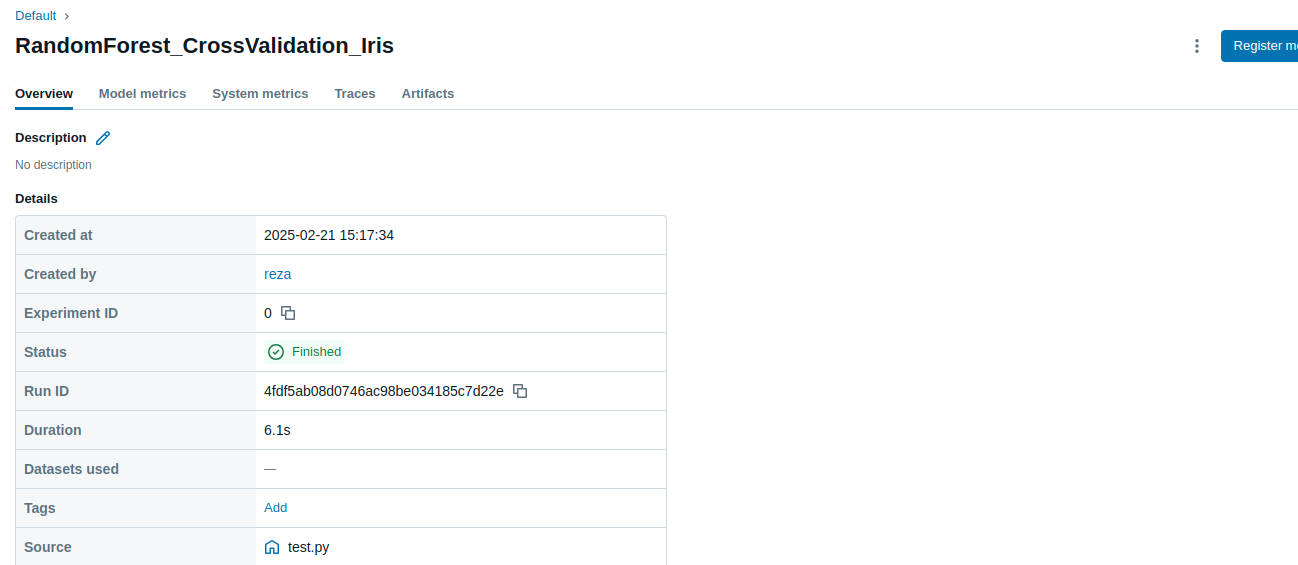 Default
RandomForest_CrossValidation_Iris
Register
Overview Model metrics System metrics Traces Artifacts
Description
No description
Details
Created at 2025-02-21 15:17:34
Created by reza
Experiment ID 0
Status Finished
Run ID 4fdf5ab08d0746ac98be034185c7d22e
Duration 6.1s
Datasets used —
Tags Add
Source test.py